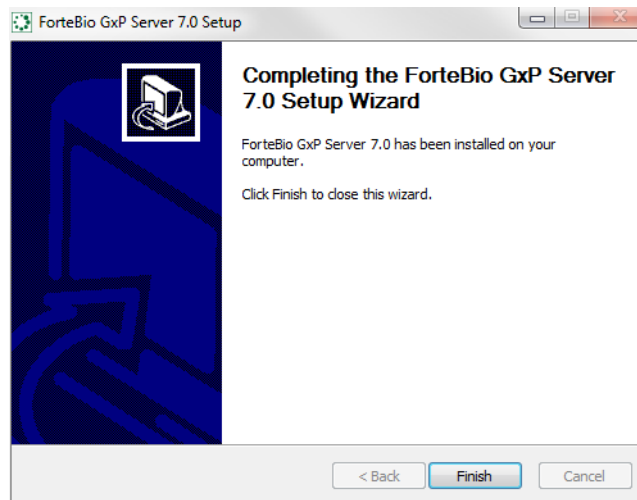 ForteBio GxP Server 7.0 Setup
Completing the ForteBio GxP Server
7.0 Setup Wizard
ForteBio GxP Server 7.0 has been installed on your
computer.
Click Finish to close this wizard.
< Back
Finish
Cancel